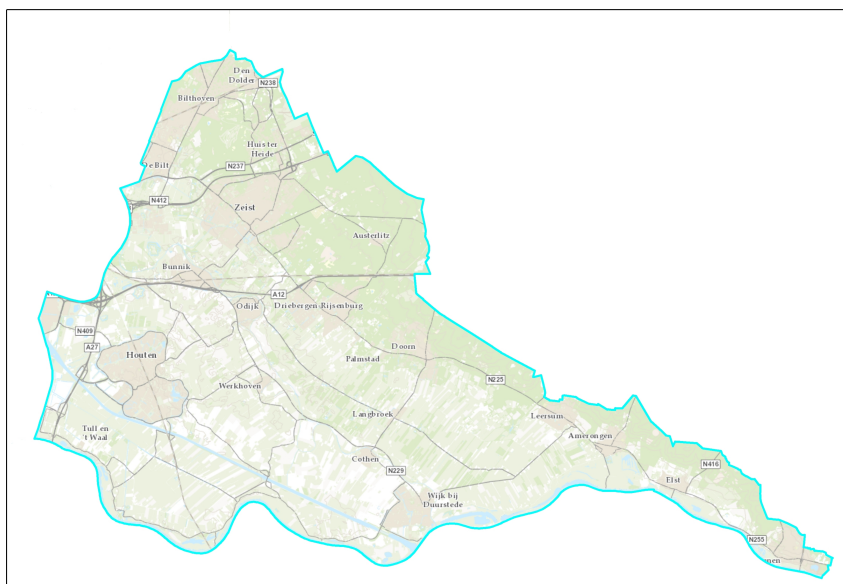 Den
Dolder
N238
Bilthoven
Huis ter
Heide
De Bilt
N237
N412
Zeist
Austerlitz
Bunnik
A12
Odijk
Driebergen-Rijsenburg
N409
A27
Houten
Doorn
Palmstad
N225
Werkhoven
Langbroek
Leersum
Tull en
't Waal
Amerongen
Cothen
N229
N416
Elst
Wijk bij
Duurstede
N255
nen